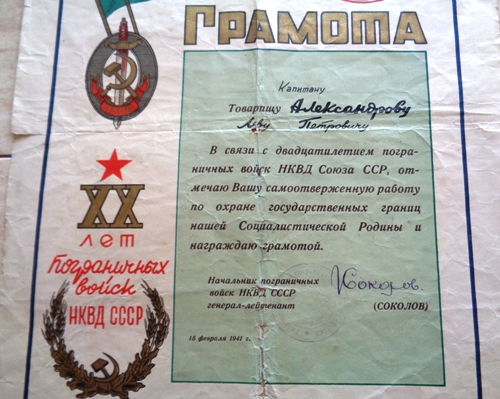 ГРАМОТА
Капитану
Товарищу Александрову
Льву Петровичу
В связи с двадцатилетием погра-
ничных войск НКВД Союза ССР, от-
мечаю Вашу самоотверженную работу
по охране государственных границ
нашей Социалистической Родины и
награждаю грамотой.
Начальник пограничных
войск НКВД СССР
генерал-лейтенант
Соколов.
(СОКОЛОВ)
16 февраля 1941 г.
XX
лет
Пограничных
войск
НКВД СССР